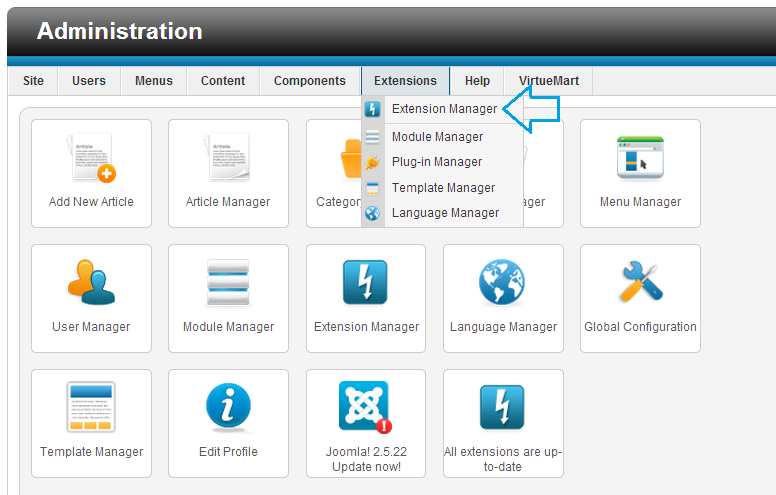 Administration
Site Users Menus Content Components Extensions Help VirtueMart
Extension Manager
Module Manager
Plug-in Manager
Template Manager
Language Manager
Article
Article
Add New Article
Article Manager
Categor
ager
Menu Manager
User Manager
Module Manager
Extension Manager
Language Manager
Global Configuration
Template Manager
Edit Profile
Joomla! 2.5.22
Update now!
All extensions are up-
to-date